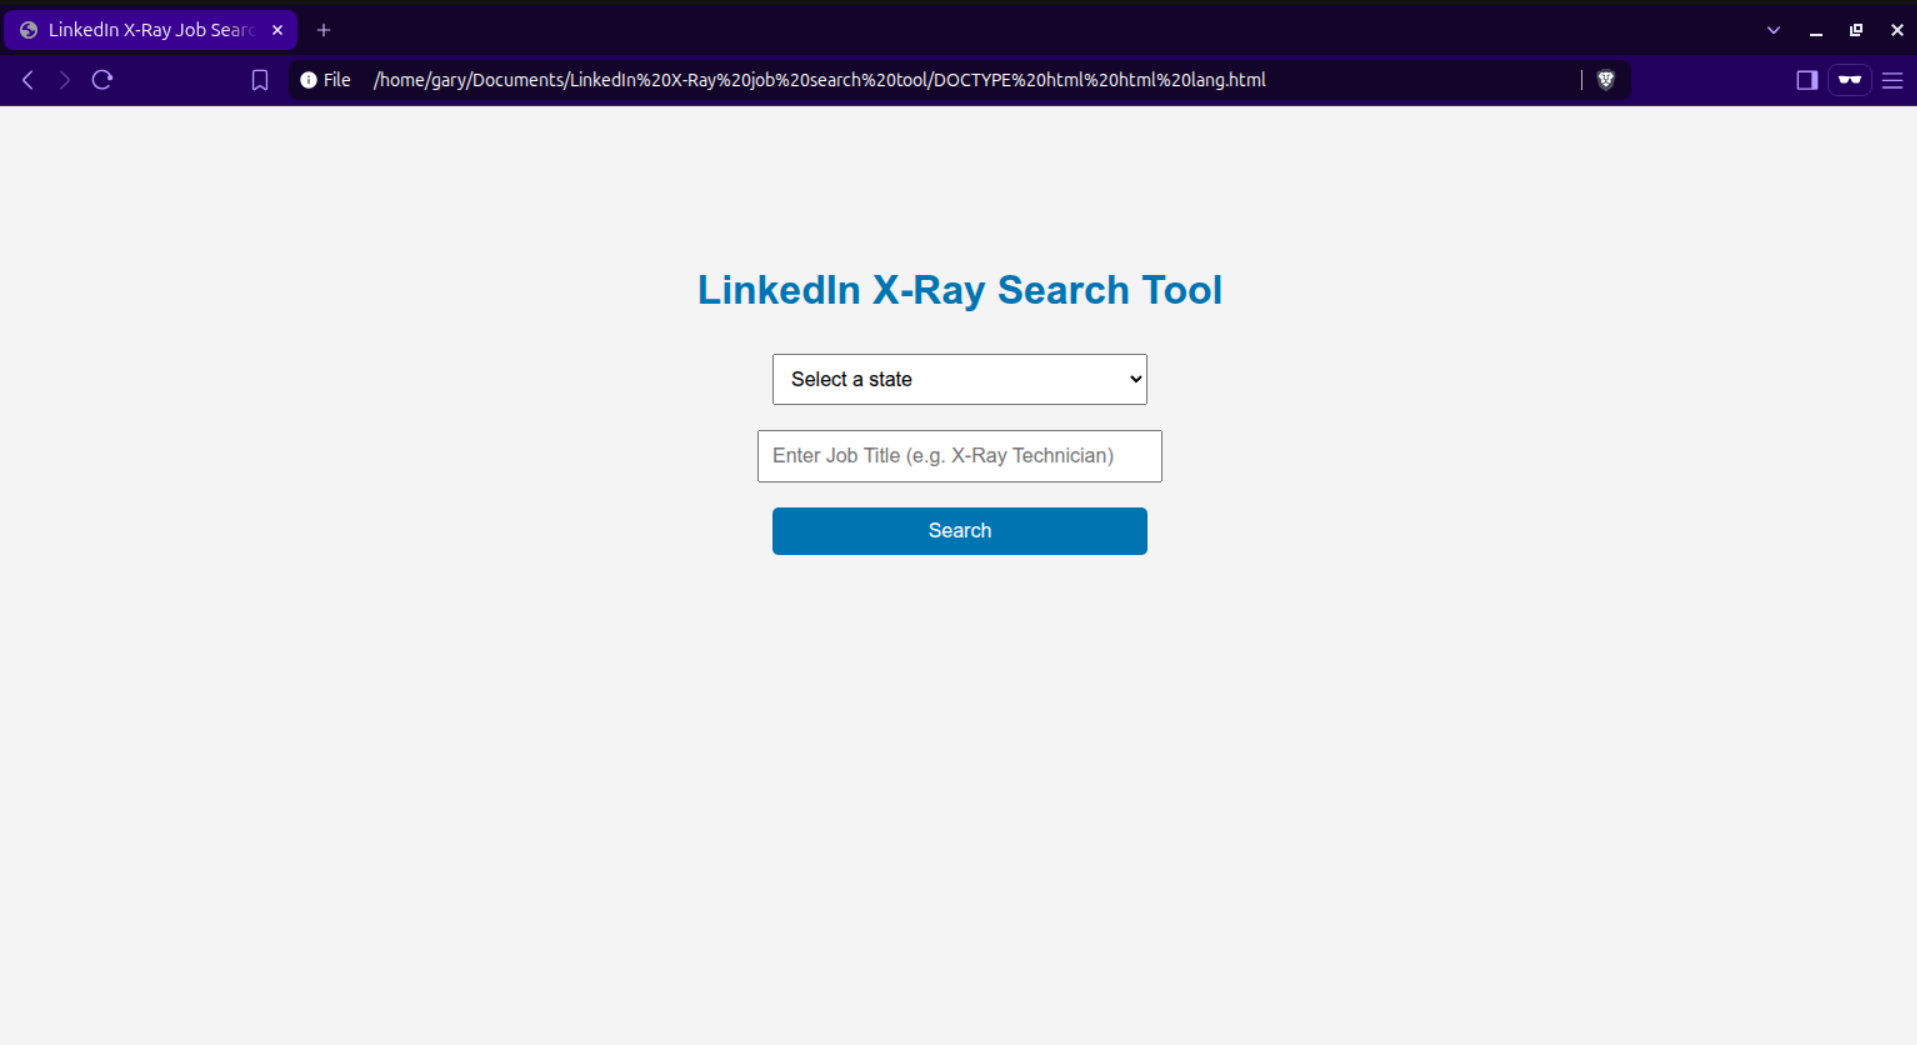 LinkedIn X-Ray Job Sear
File /home/gary/Documents/LinkedIn%20X-Ray%20job%20search%20tool/DOCTYPE%20html%20html%20lang.html
LinkedIn X-Ray Search Tool
Select a state
Enter Job Title (e.g. X-Ray Technician)
Search